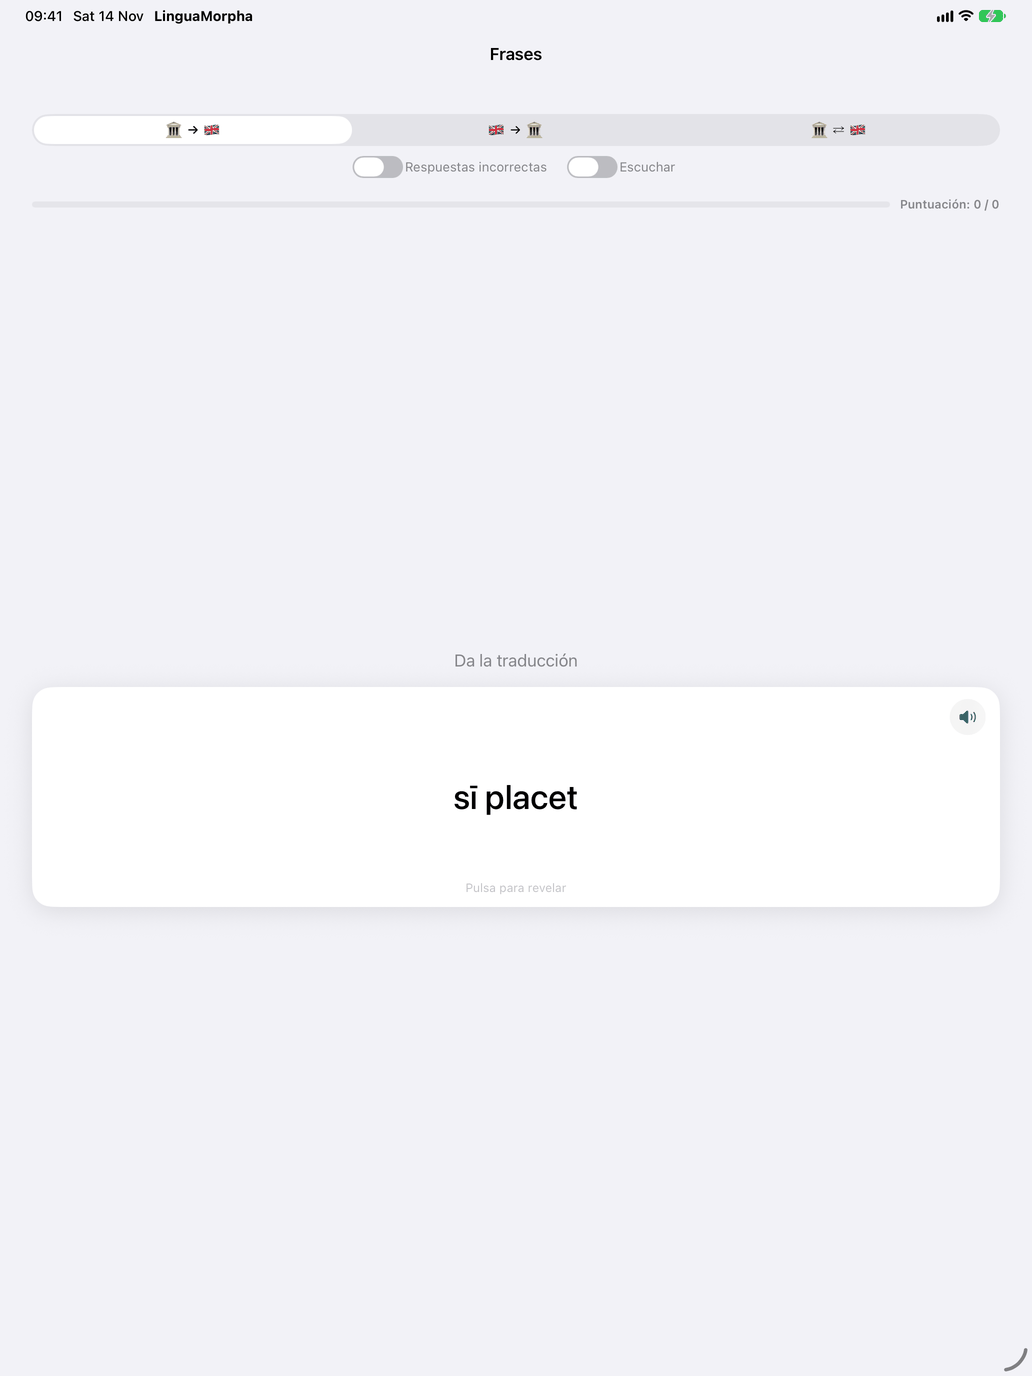 09:41 Sat 14 Nov LinguaMorpha
Frases
🏛️ → 🇬🇧
🇬🇧 → 🏛️
🏛️ ⇄ 🇬🇧
Respuestas incorrectas
Escuchar
Puntuación: 0 / 0
Da la traducción
sī placet
Pulsa para revelar